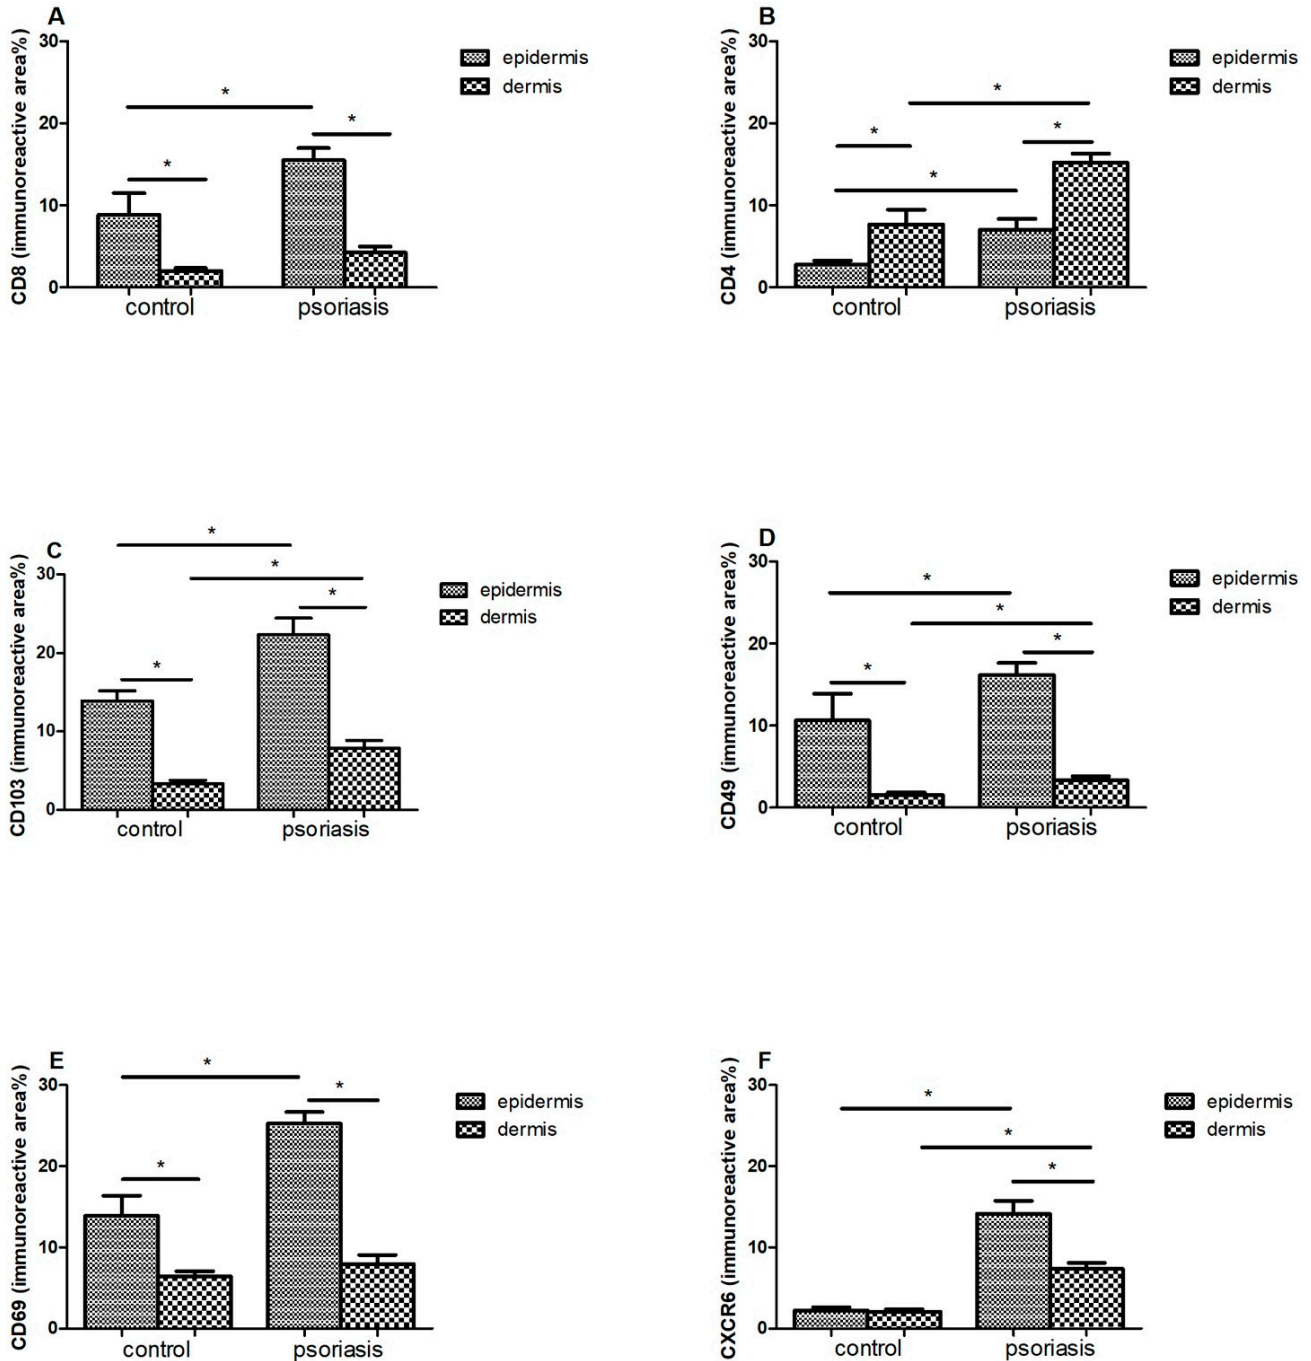 A
CD8 (immunoreactive area%)
30
20
10
0
*
*
*
control
psoriasis
epidermis
dermis
B
CD4 (immunoreactive area%)
30
20
10
0
*
*
*
*
control
psoriasis
epidermis
dermis
C
CD103 (immunoreactive area%)
30
20
10
0
*
*
*
*
control
psoriasis
epidermis
dermis
D
CD49 (immunoreactive area%)
30
20
10
0
*
*
*
*
control
psoriasis
epidermis
dermis
E
CD69 (immunoreactive area%)
30
20
10
0
*
*
*
control
psoriasis
epidermis
dermis
F
CXCR6 (immunoreactive area%)
30
20
10
0
*
*
*
control
psoriasis
epidermis
dermis